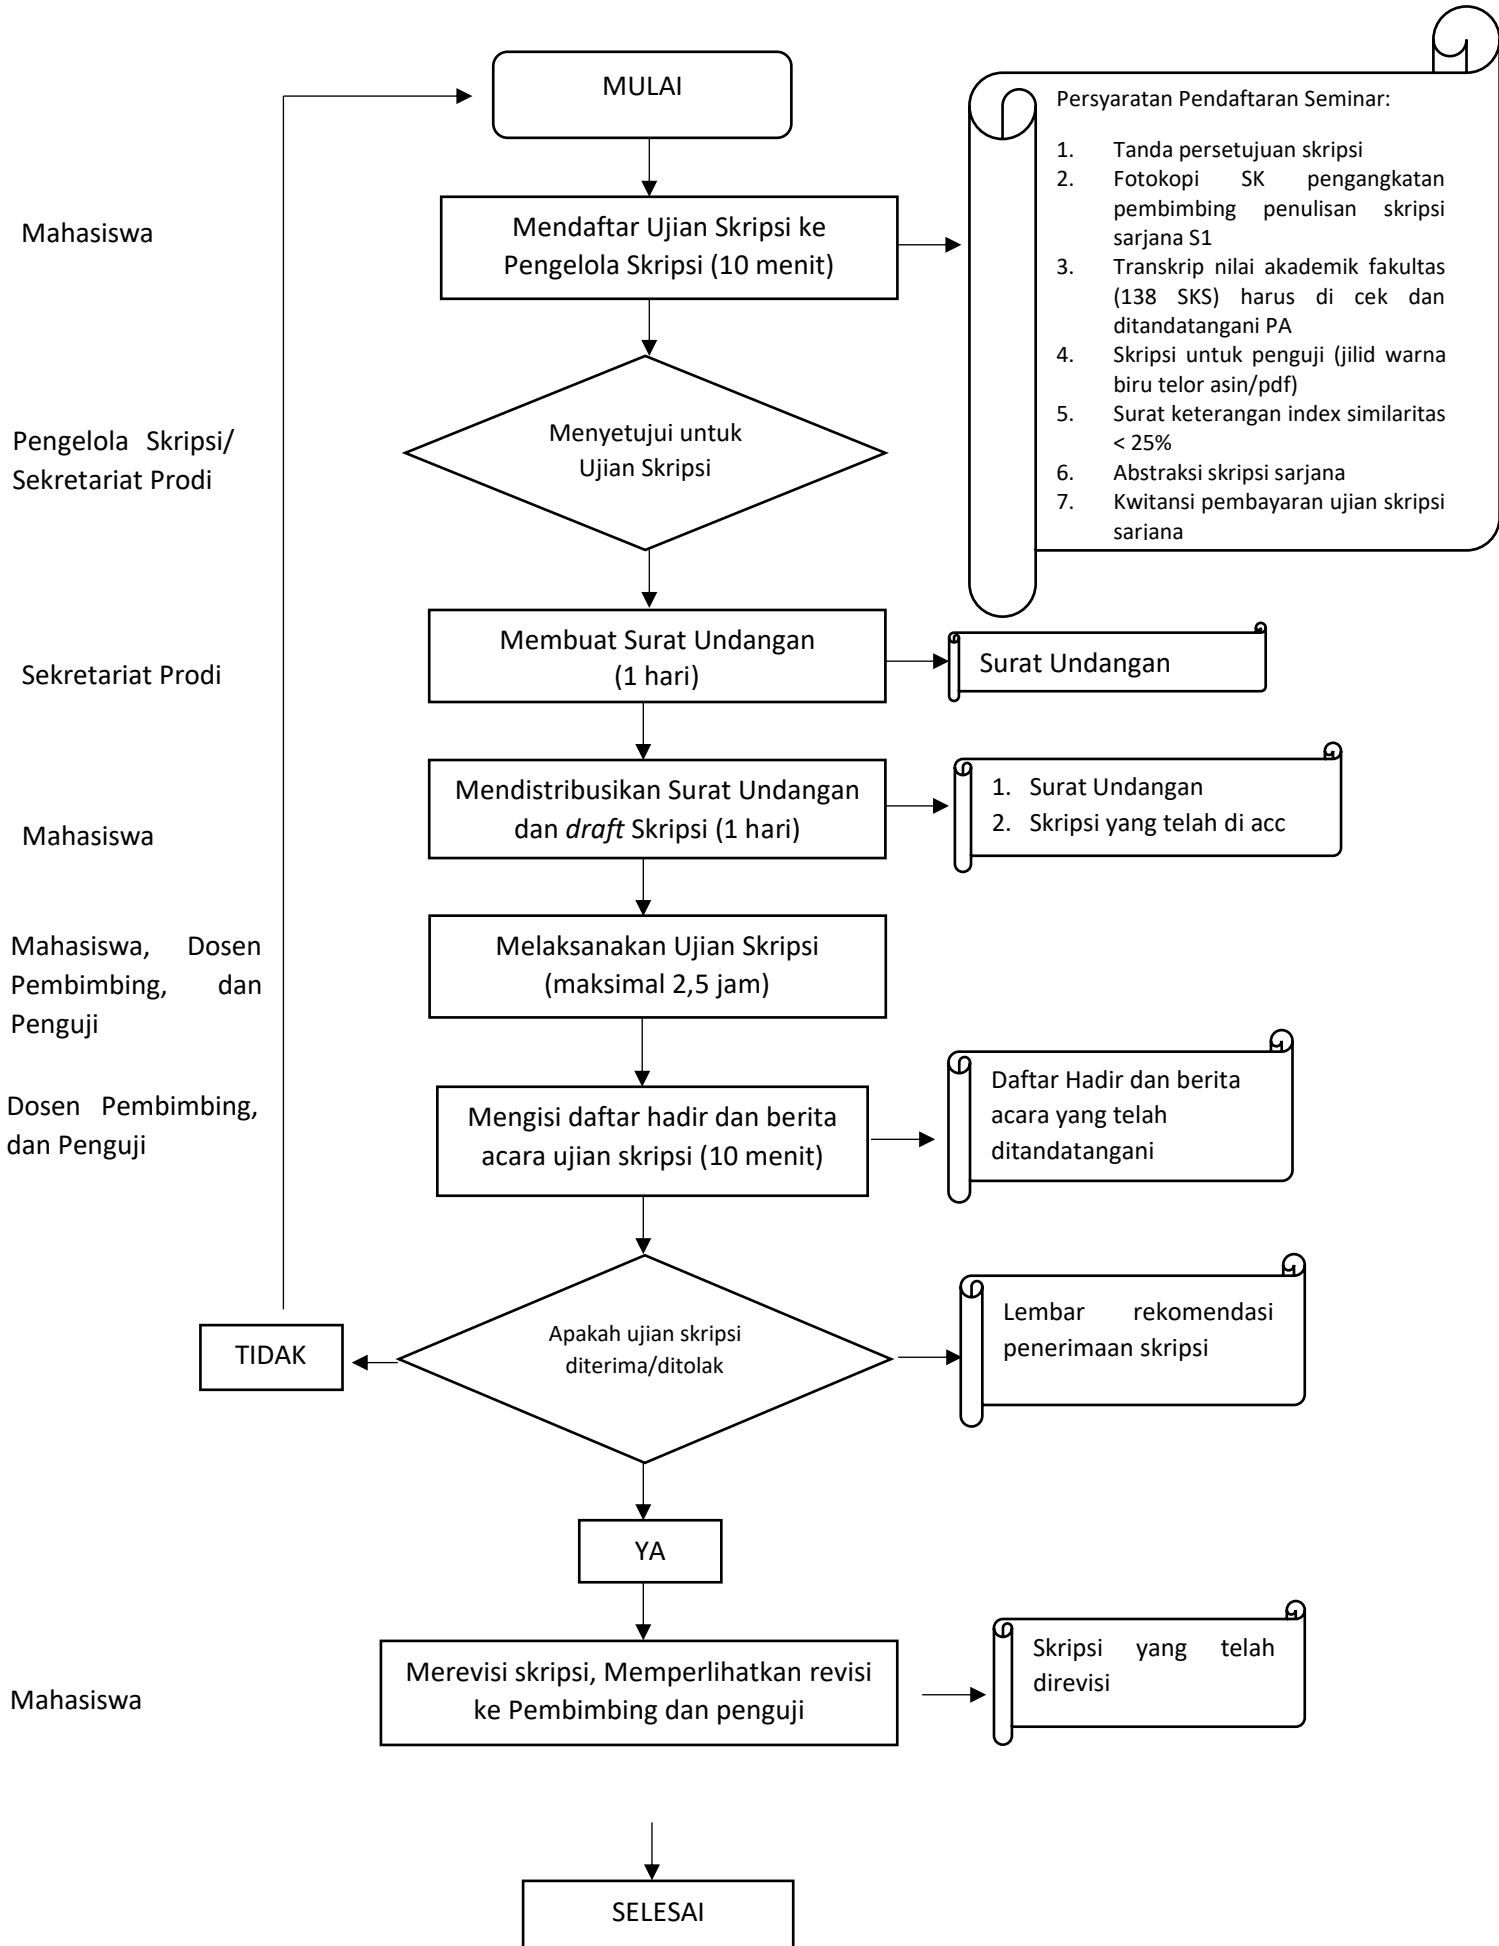 MULAI
Persyaratan Pendaftaran Seminar:
1. Tanda persetujuan skripsi
2. Fotokopi SK pengangkatan
pembimbing penulisan skripsi
sarjana S1
3. Transkrip nilai akademik fakultas
(138 SKS) harus di cek dan
ditandatangani PA
4. Skripsi untuk penguji (jilid warna
biru telor asin/pdf)
5. Surat keterangan index similaritas
< 25%
6. Abstraksi skripsi sarjana
7. Kwitansi pembayaran ujian skripsi
sarjana
Mahasiswa
Mendaftar Ujian Skripsi ke
Pengelola Skripsi (10 menit)
Pengelola Skripsi/
Sekretariat Prodi
Menyetujui untuk
Ujian Skripsi
Sekretariat Prodi
Membuat Surat Undangan
(1 hari)
Surat Undangan
Mahasiswa
Mendistribusikan Surat Undangan
dan draft Skripsi (1 hari)
1. Surat Undangan
2. Skripsi yang telah di acc
Mahasiswa, Dosen
Pembimbing, dan
Penguji
Melaksanakan Ujian Skripsi
(maksimal 2,5 jam)
Dosen Pembimbing,
dan Penguji
Mengisi daftar hadir dan berita
acara ujian skripsi (10 menit)
Daftar Hadir dan berita
acara yang telah
ditandatangani
TIDAK
Apakah ujian skripsi
diterima/ditolak
Lembar rekomendasi
penerimaan skripsi
YA
Mahasiswa
Merevisi skripsi, Memperlihatkan revisi
ke Pembimbing dan penguji
Skripsi yang telah
direvisi
SELESAI